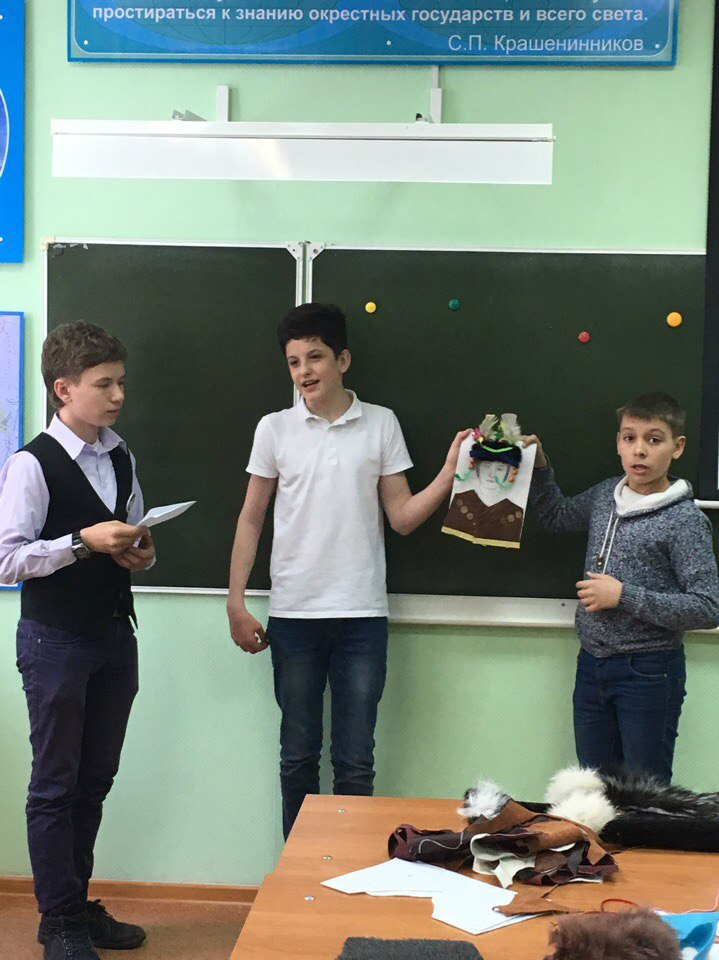 простираться к знанию окрестных государств и всего света.
С.П. Крашенинников